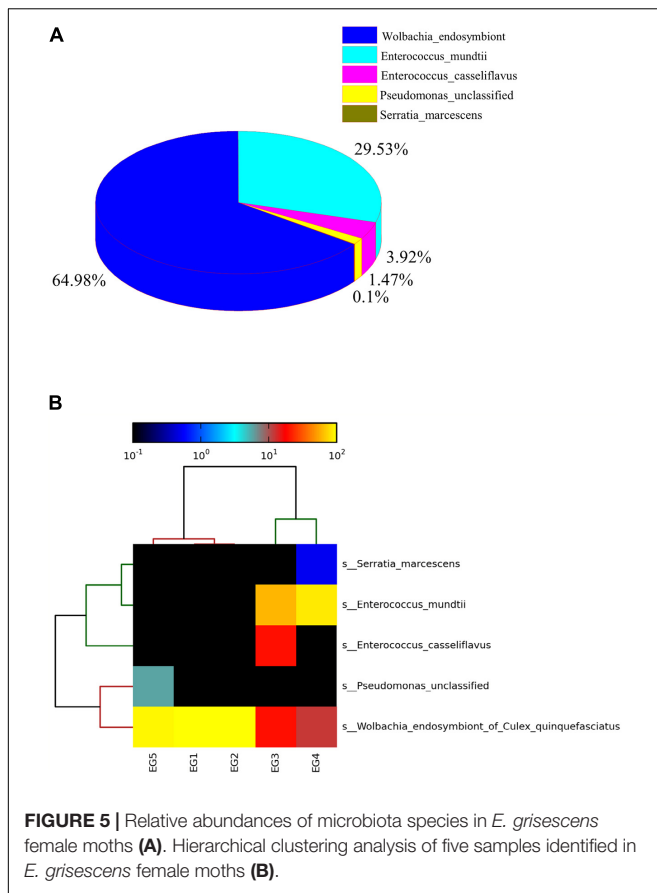 A
Wolbachia_endosymbiont
Enterococcus_mundtii
Enterococcus_casseliflavus
Pseudomonas_unclassified
Serratia_marcescens
29.53%
3.92%
1.47%
0.1%
64.98%
B
10⁻¹ 10⁰ 10¹ 10²
s__Serratia_marcescens
s__Enterococcus_mundtii
s__Enterococcus_casseliflavus
s__Pseudomonas_unclassified
s__Wolbachia_endosymbiont_of_Culex_quinquefasciatus
EG5 EG1 EG2 EG3 EG4
FIGURE 5 | Relative abundances of microbiota species in E. grisescens
female moths (A). Hierarchical clustering analysis of five samples identified in
E. grisescens female moths (B).